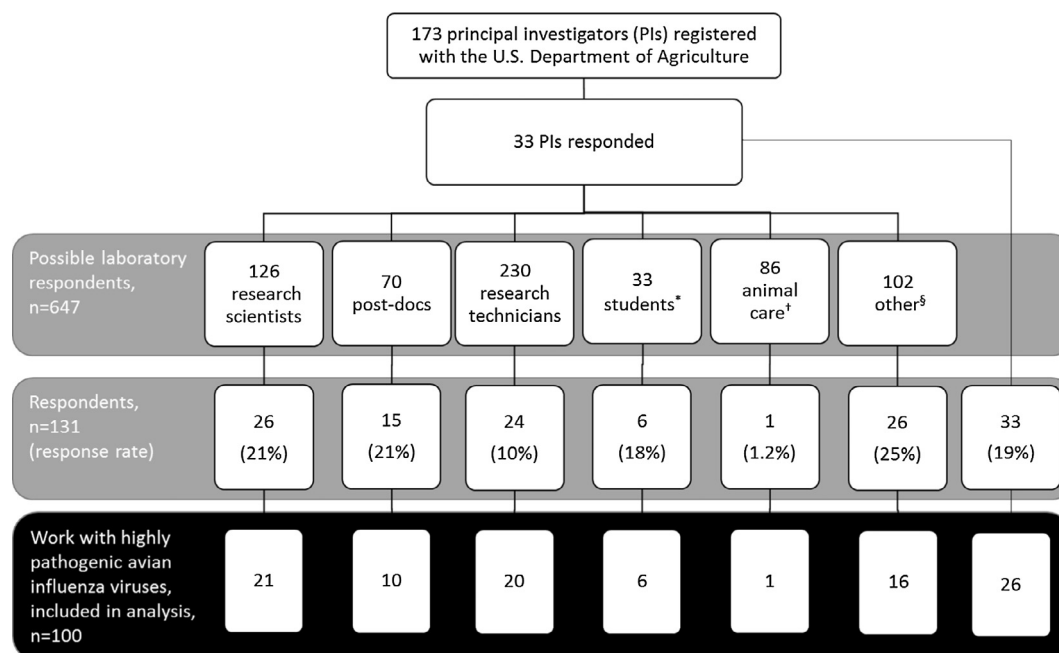 173 principal investigators (PIs) registered
with the U.S. Department of Agriculture
33 PIs responded
Possible laboratory
respondents,
n=647
126
research
scientists
70
post-docs
230
research
technicians
33
students*
86
animal
care†
102
other§
Respondents,
n=131
(response rate)
26
(21%)
15
(21%)
24
(10%)
6
(18%)
1
(1.2%)
26
(25%)
33
(19%)
Work with highly
pathogenic avian
influenza viruses,
included in analysis,
n=100
21
10
20
6
1
16
26